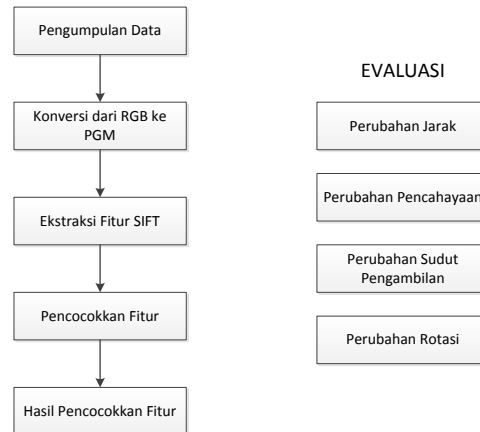 Pengumpulan Data
Konversi dari RGB ke
PGM
Ekstraksi Fitur SIFT
Pencocokkan Fitur
Hasil Pencocokkan Fitur
EVALUASI
Perubahan Jarak
Perubahan Pencahayaan
Perubahan Sudut
Pengambilan
Perubahan Rotasi